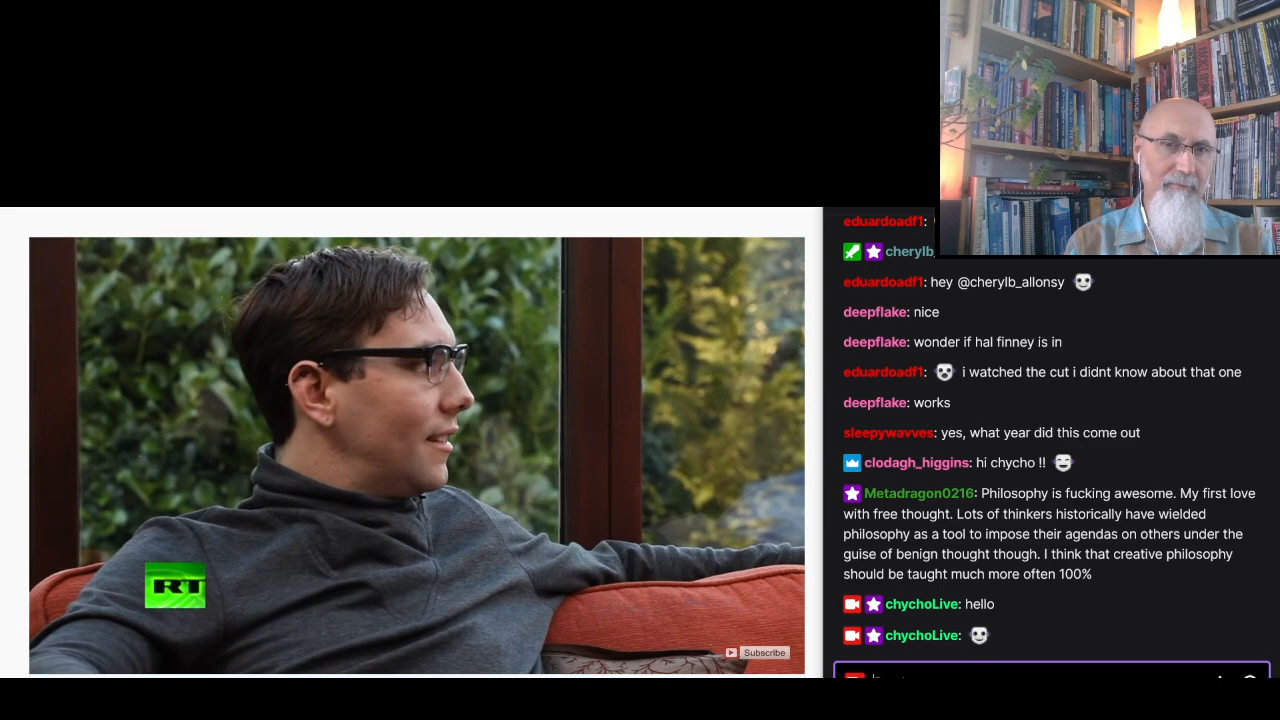 eduardoadf1:
cherylb_
eduardoadf1: hey @cherylb_allonsy
deepflake: nice
deepflake: wonder if hal finney is in
eduardoadf1: i watched the cut i didnt know about that one
deepflake: works
sleepywavves: yes, what year did this come out
clodagh_higgins: hi chycho !!
Metadragon0216: Philosophy is fucking awesome. My first love
with free thought. Lots of thinkers historically have wielded
philosophy as a tool to impose their agendas on others under the
guise of benign thought though. I think that creative philosophy
should be taught much more often 100%
chychoLive: hello
chychoLive:
RT
Subscribe